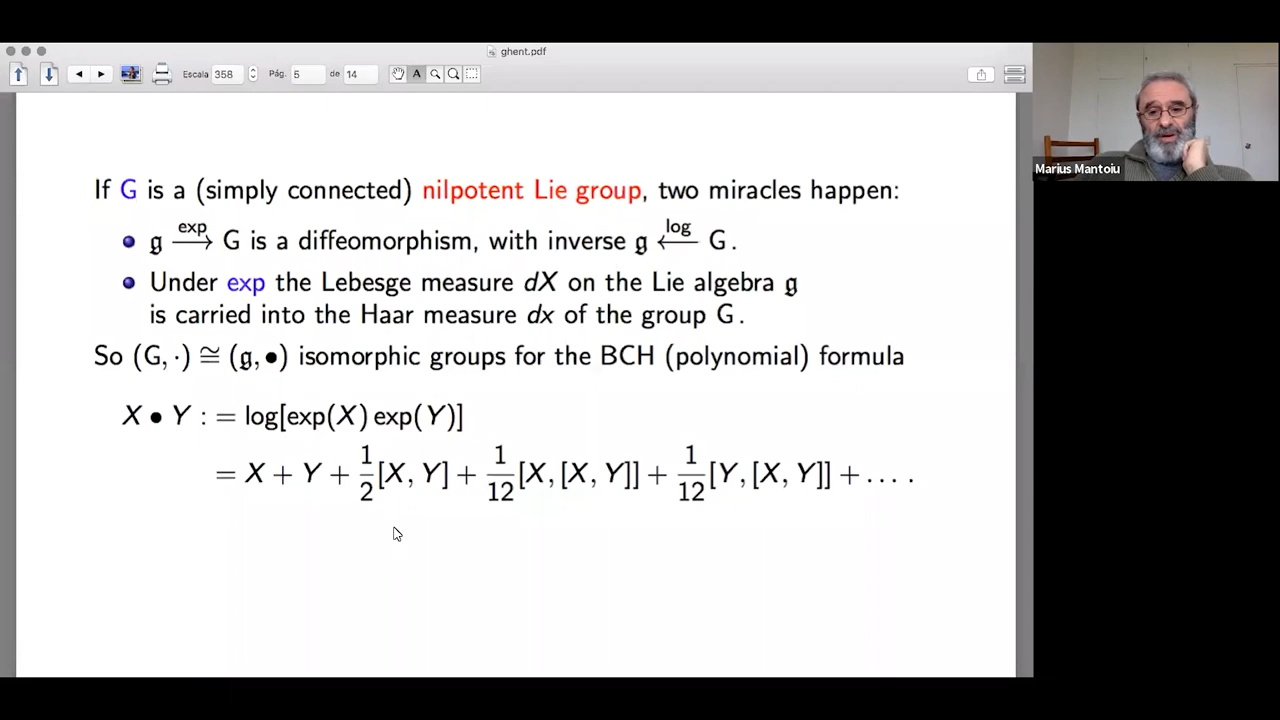 ghent.pdf
Escala 358 Pág. 5 de 14 A
Marius Mantoiu
If G is a (simply connected) nilpotent Lie group, two miracles happen:
𝔤 exp⟶ G is a diffeomorphism, with inverse 𝔤 log⟵ G.
Under exp the Lebesge measure dX on the Lie algebra 𝔤
is carried into the Haar measure dx of the group G.
So (G, ·) ≅ (𝔤, •) isomorphic groups for the BCH (polynomial) formula
X • Y := log[exp(X) exp(Y)]
= X + Y + 1/2 [X, Y] + 1/12 [X, [X, Y]] + 1/12 [Y, [X, Y]] + ... .